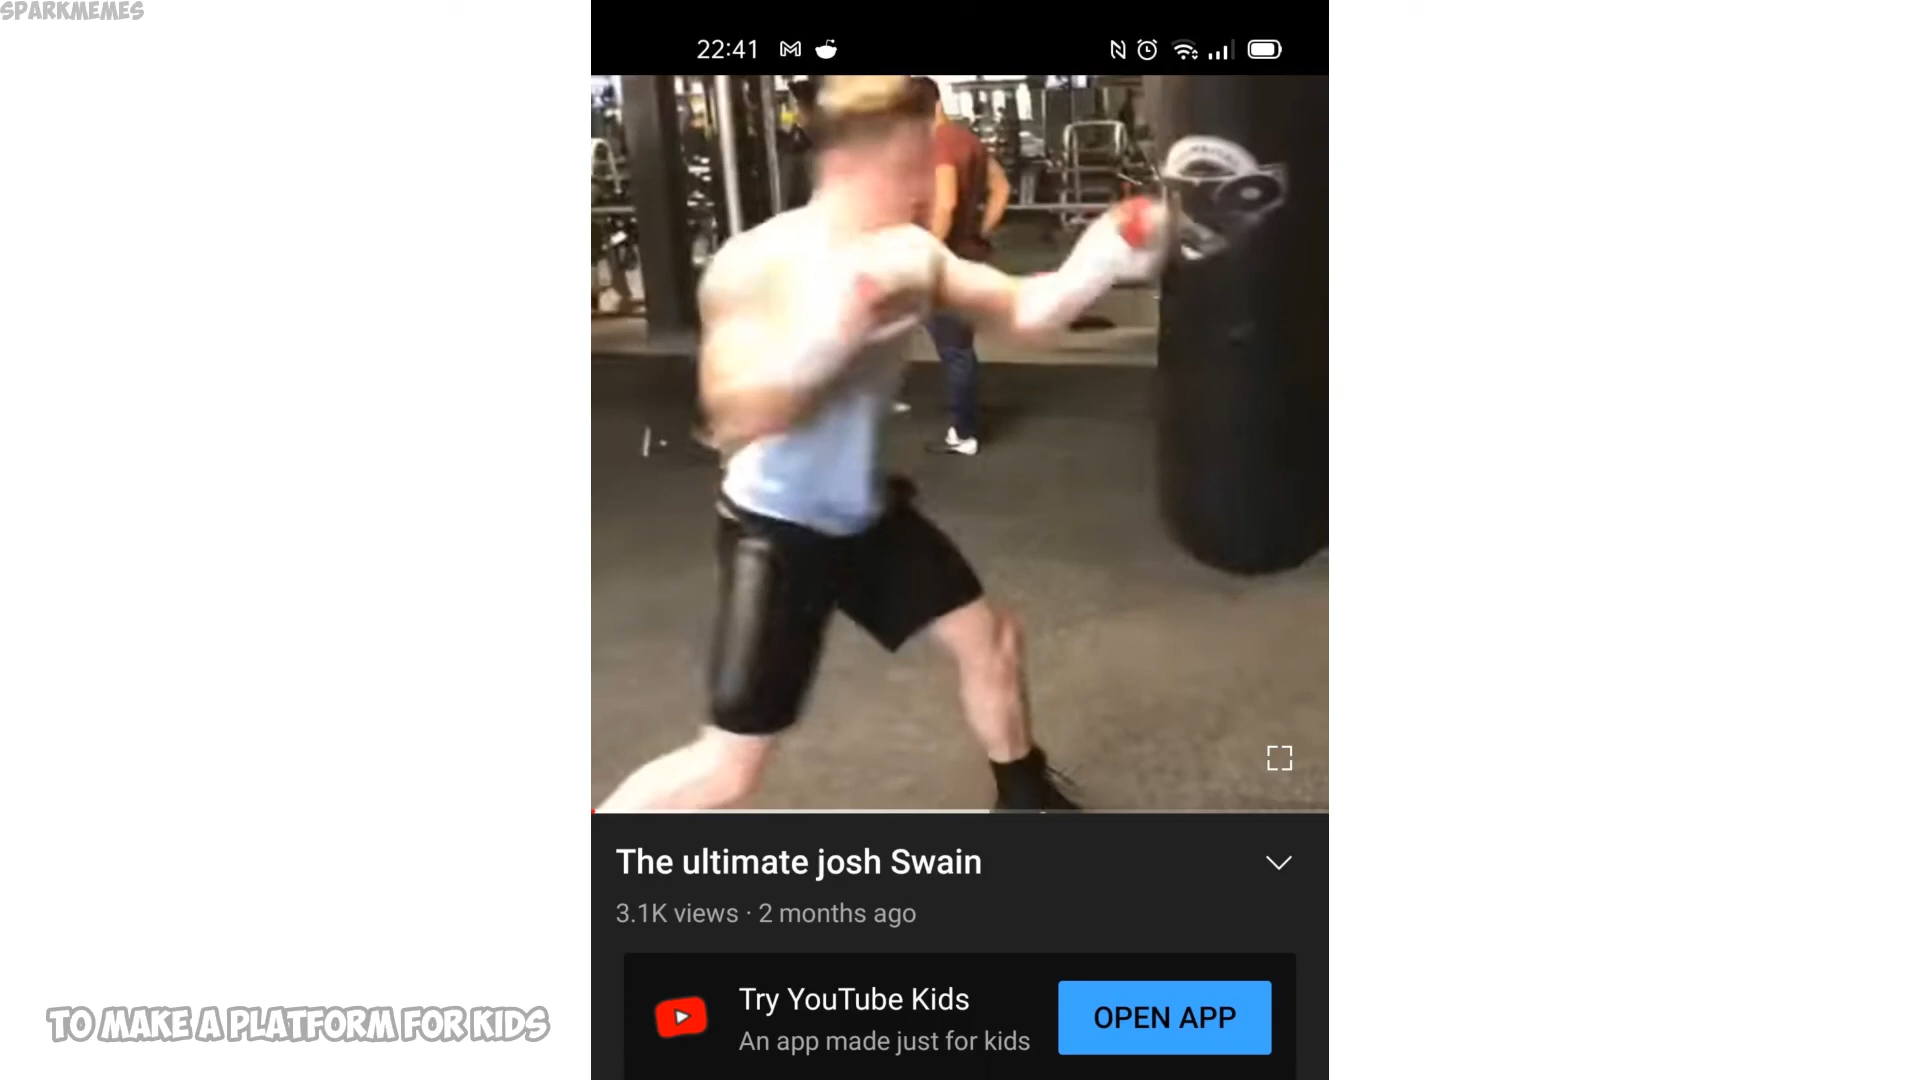 SPARKMEMES
22:41
The ultimate josh Swain
3.1K views · 2 months ago
Try YouTube Kids
An app made just for kids
OPEN APP
TO MAKE A PLATFORM FOR KIDS